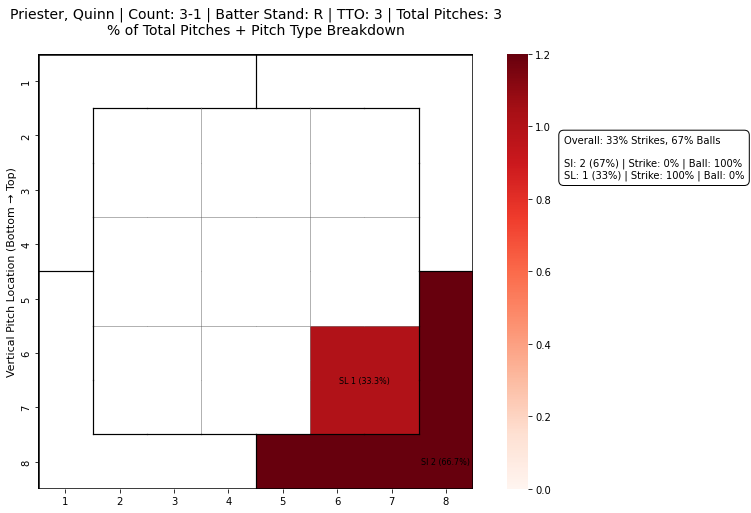 Priester, Quinn | Count: 3-1 | Batter Stand: R | TTO: 3 | Total Pitches: 3
% of Total Pitches + Pitch Type Breakdown
Vertical Pitch Location (Bottom → Top)
1
2
3
4
5
6
7
8
SL 1 (33.3%)
SI 2 (66.7%)
1 2 3 4 5 6 7 8
1.2
1.0
0.8
0.6
0.4
0.2
0.0
Overall: 33% Strikes, 67% Balls
SI: 2 (67%) | Strike: 0% | Ball: 100%
SL: 1 (33%) | Strike: 100% | Ball: 0%